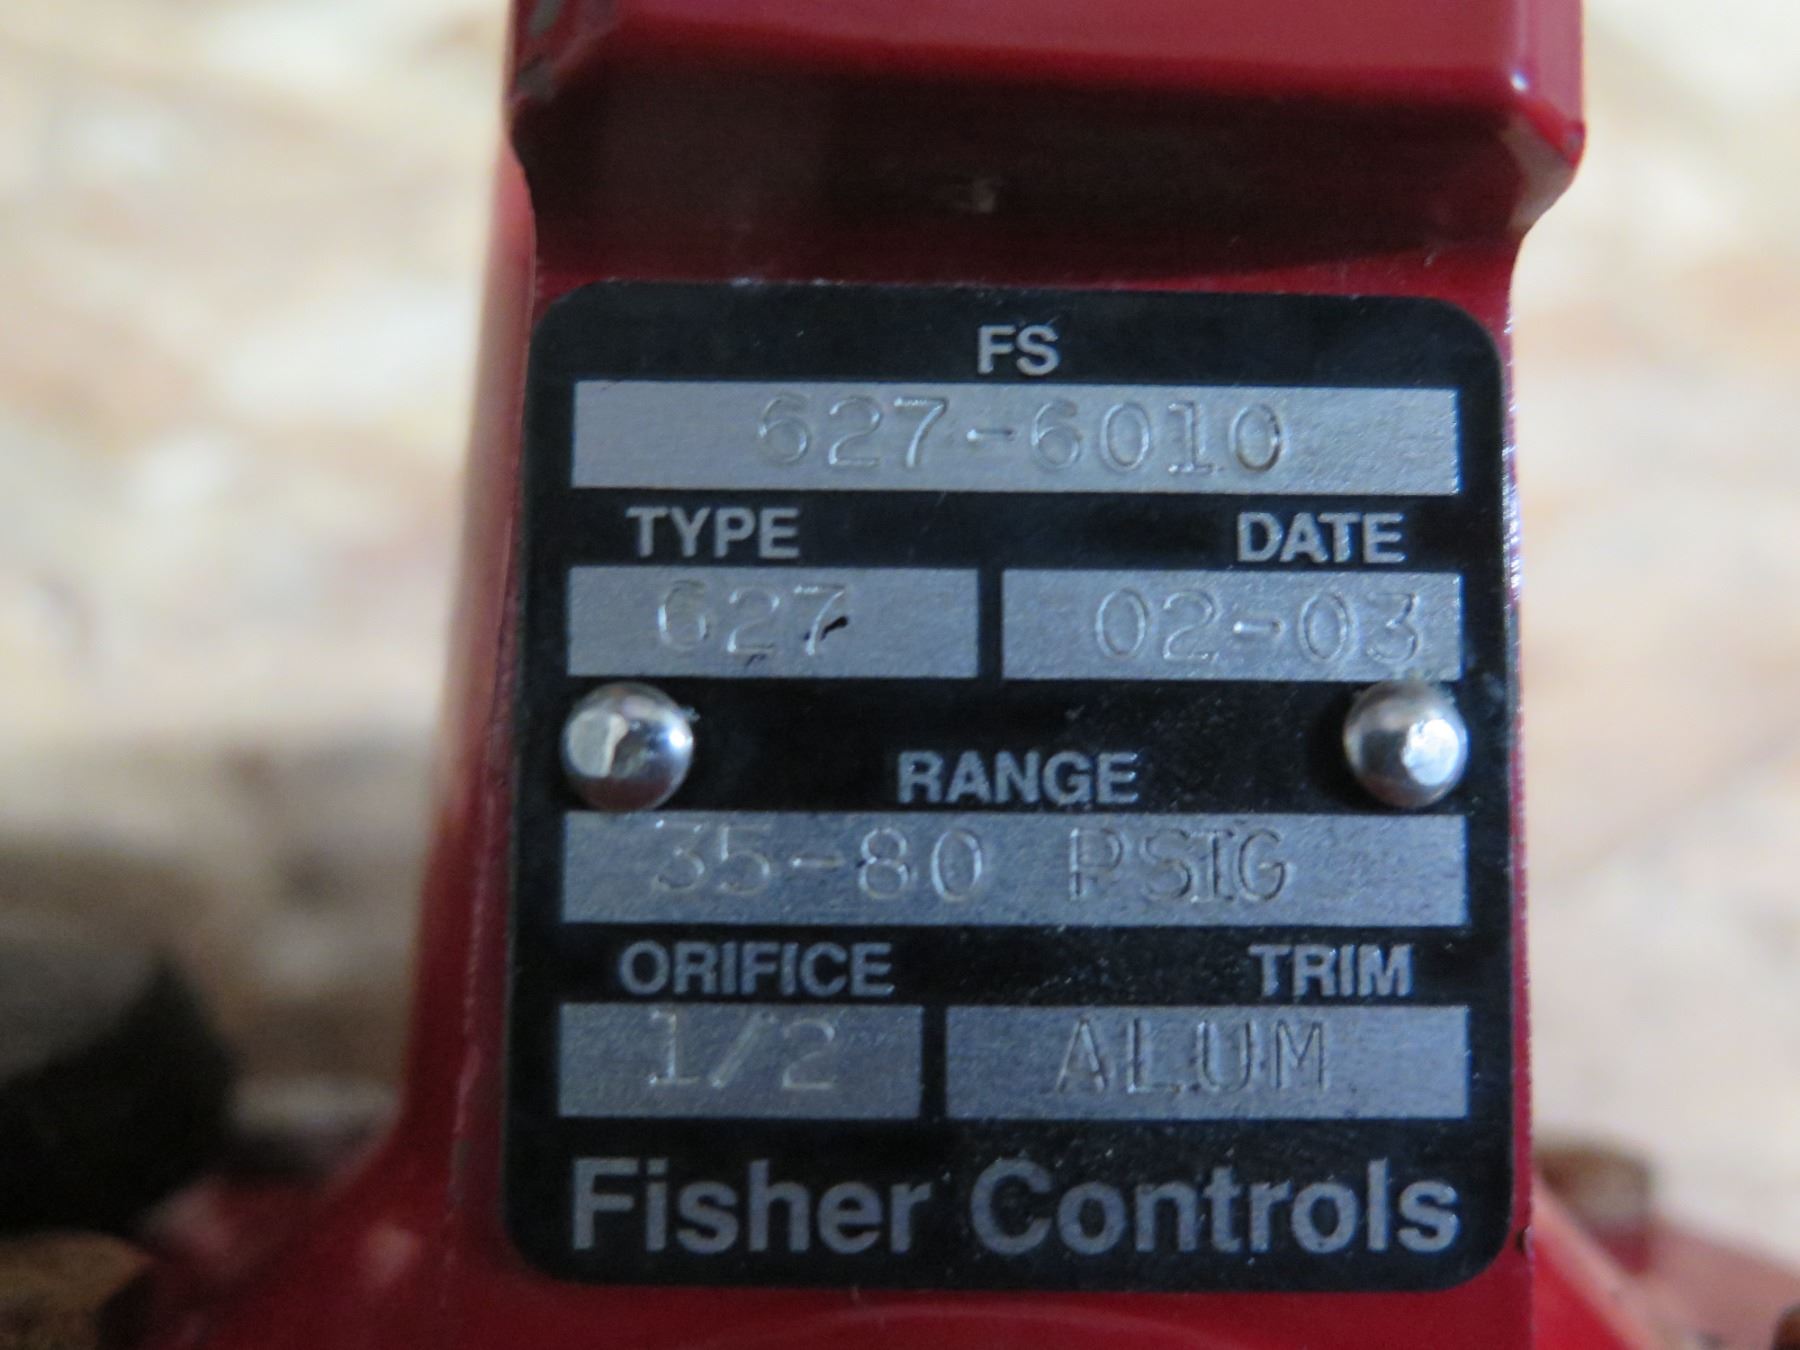 FS
627-6010
TYPE DATE
627 02-03
RANGE
35-80 PSIG
ORIFICE TRIM
1/2 ALUM
Fisher Controls